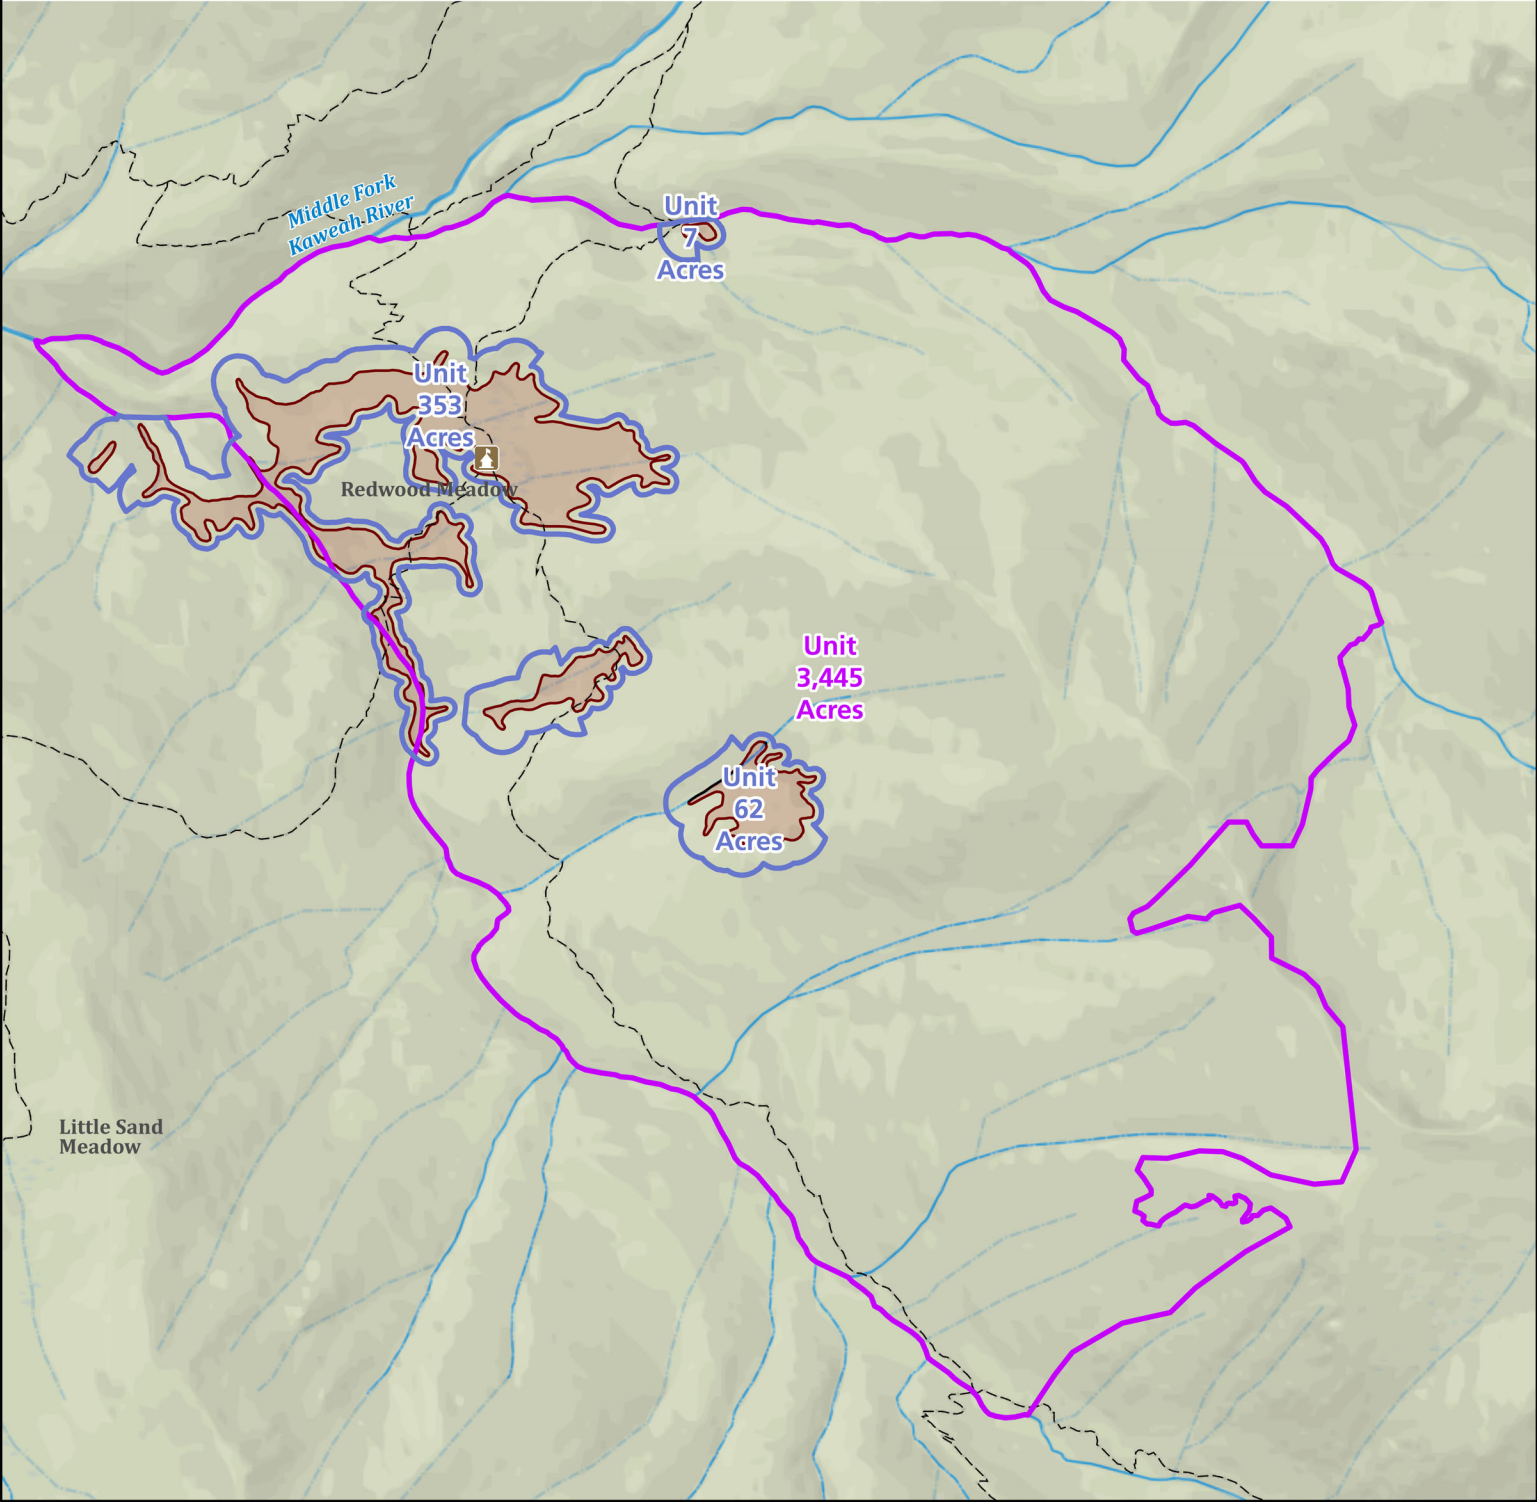 Middle Fork
Kaweah River
Unit
7
Acres
Unit
353
Acres
Redwood Meadow
Unit
3,445
Acres
Unit
62
Acres
Little Sand
Meadow